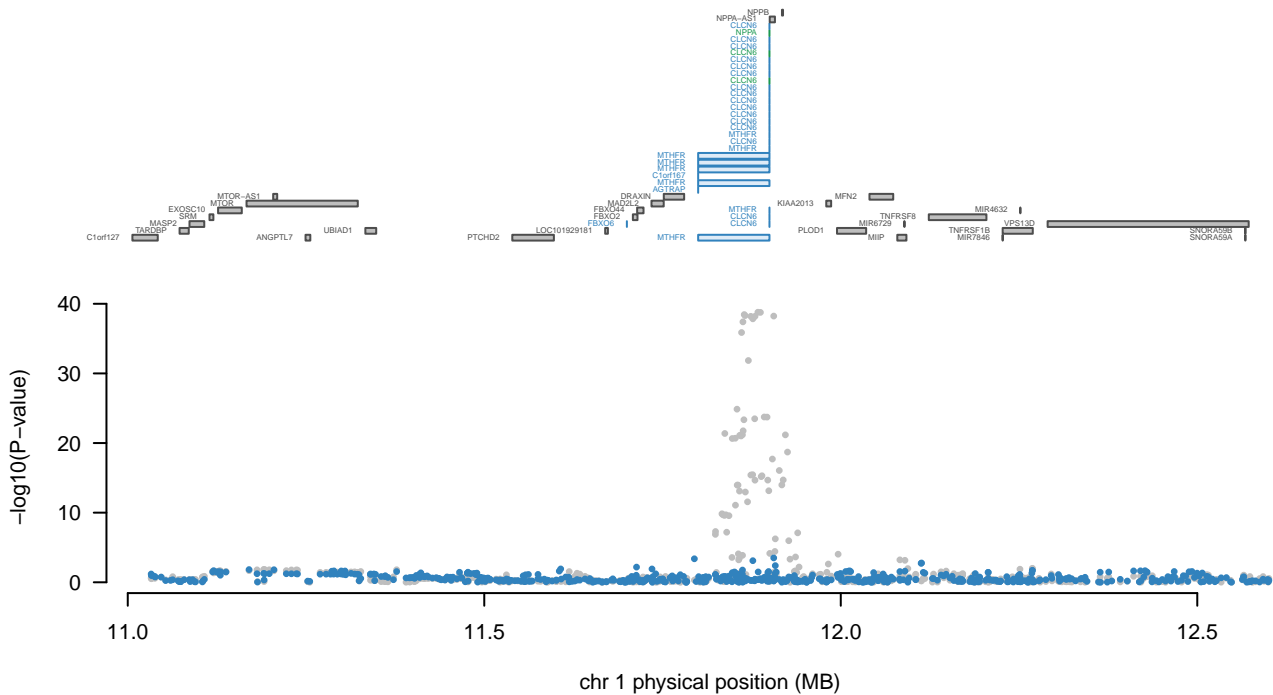 NPPB
NPPA-AS1
CLCN6
NPPA
CLCN6
CLCN6
CLCN6
CLCN6
CLCN6
CLCN6
CLCN6
CLCN6
CLCN6
CLCN6
CLCN6
CLCN6
CLCN6
CLCN6
MTHFR
CLCN6
MTHFR
MTHFR
MTHFR
MTHFR
C1orf167
MTHFR
AGTRAP
MTOR-AS1 DRAXIN MFN2
MTOR MAD2L2 KIAA2013
EXOSC10 FBXO44 MTHFR MIR4632
SRM FBXO2 CLCN6 TNFRSF8
MASP2 FBXO6 CLCN6 MIR6729 VPS13D
TARDBP UBIAD1 LOC101929181 PLOD1 TNFRSF1B SNORA59B
C1orf127 ANGPTL7 PTCHD2 MTHFR MIIP MIR7846 SNORA59A
40
30
20
10
0
−log10(P−value)
11.0 11.5 12.0 12.5
chr 1 physical position (MB)